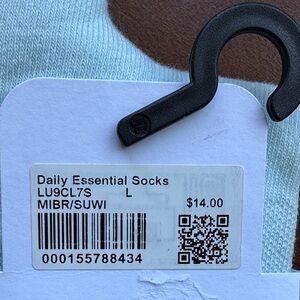 Daily Essential Socks
LU9CL7S L
MIBR/SUWI $14.00
000155788434